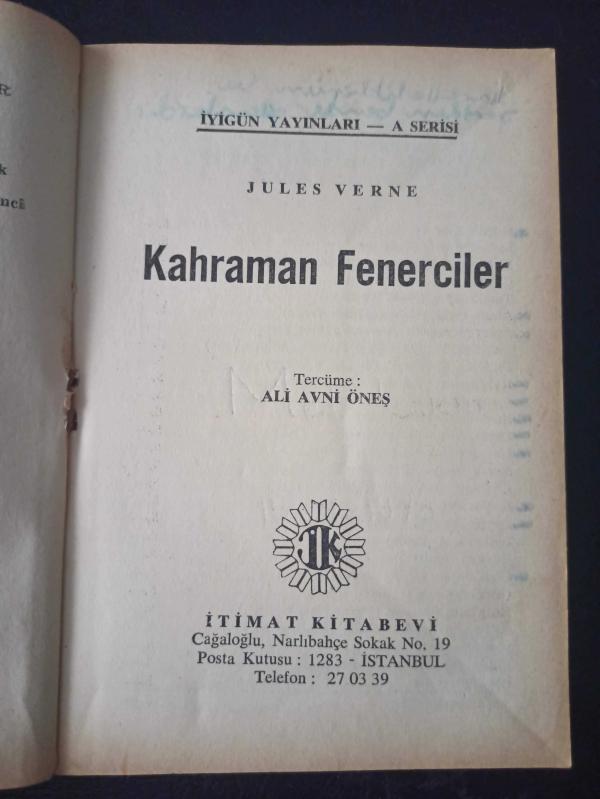 R
k
ncü
İYİGÜN YAYINLARI — A SERİSİ
JULES VERNE
Kahraman Fenerciler
Tercüme :
ALİ AVNİ ÖNEŞ
İK
İTİMAT KİTABEVİ
Cağaloğlu, Narlıbahçe Sokak No. 19
Posta Kutusu : 1283 - İSTANBUL
Telefon : 27 03 39